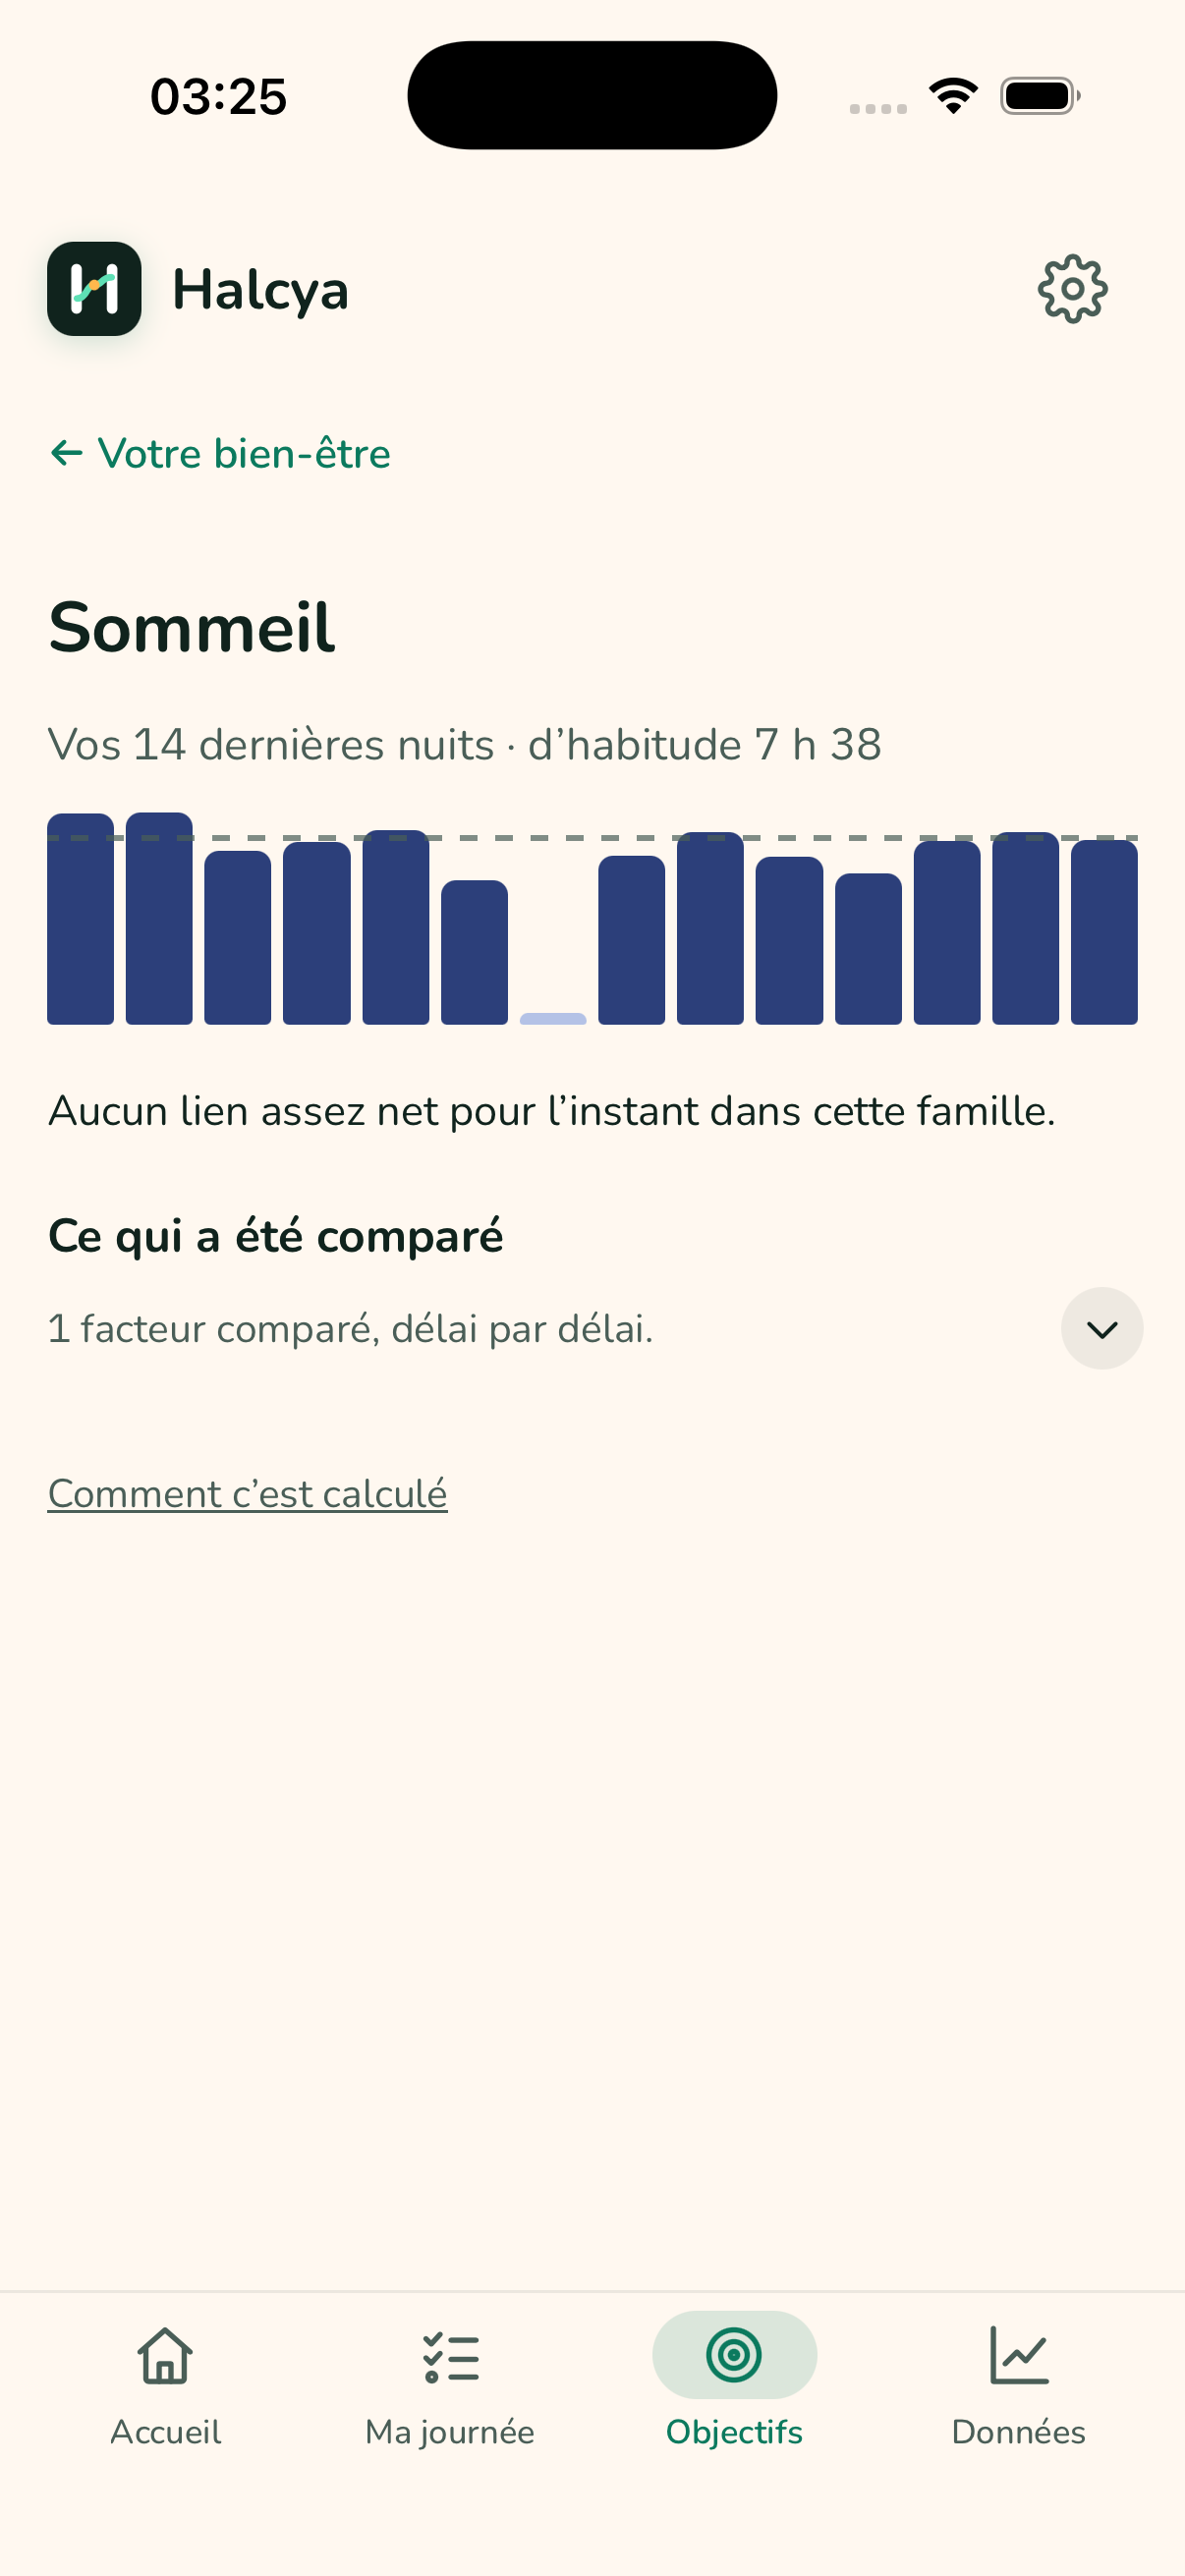 03:25
Halcya
← Votre bien-être
Sommeil
Vos 14 dernières nuits · d’habitude 7 h 38
Aucun lien assez net pour l’instant dans cette famille.
Ce qui a été comparé
1 facteur comparé, délai par délai.
Comment c’est calculé
Accueil
Ma journée
Objectifs
Données